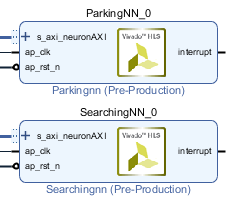 ParkingNN_0
s_axi_neuronAXI
ap_clk
ap_rst_n
Vivado™ HLS
interrupt
Parkingnn (Pre-Production)
SearchingNN_0
s_axi_neuronAXI
ap_clk
ap_rst_n
Vivado™ HLS
interrupt
Searchingnn (Pre-Production)